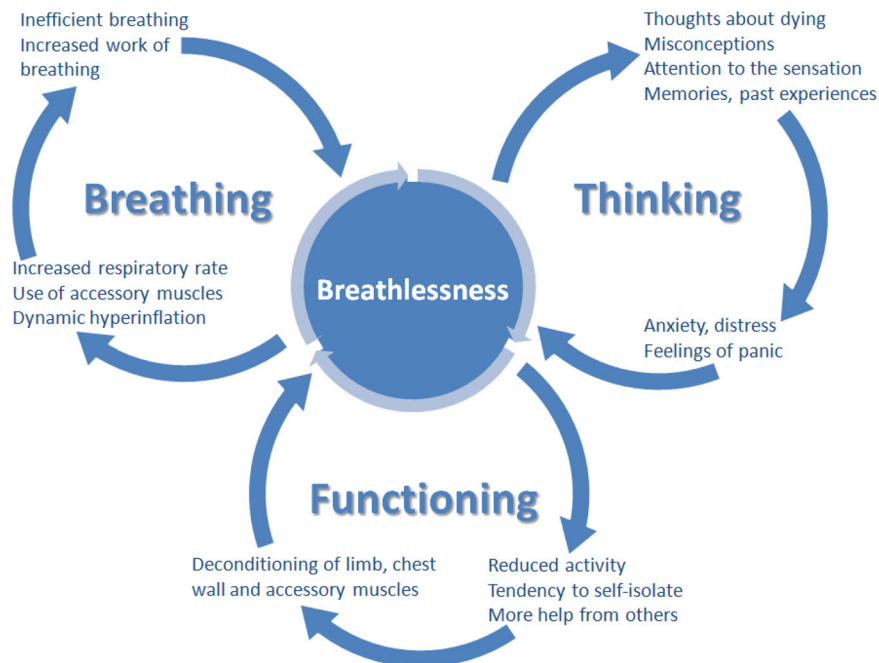 Inefficient breathing
Increased work of
breathing
Thoughts about dying
Misconceptions
Attention to the sensation
Memories, past experiences
Breathing
Thinking
Increased respiratory rate
Use of accessory muscles
Dynamic hyperinflation
Breathlessness
Anxiety, distress
Feelings of panic
Functioning
Deconditioning of limb, chest
wall and accessory muscles
Reduced activity
Tendency to self-isolate
More help from others